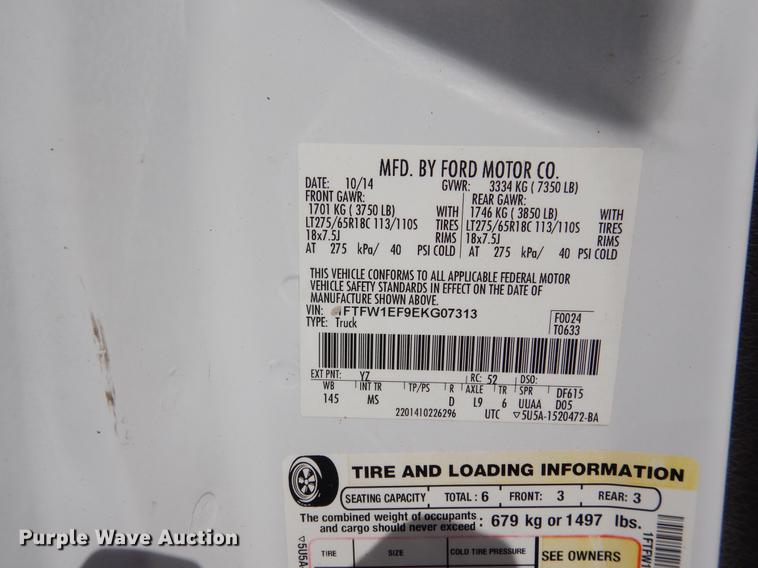 MFD. BY FORD MOTOR CO.
DATE: 10/14 GVWR: 3334 KG ( 7350 LB)
FRONT GAWR: REAR GAWR:
1701 KG ( 3750 LB) WITH 1746 KG ( 3850 LB) WITH
LT275/65R18C 113/110S TIRES LT275/65R18C 113/110S TIRES
18x7.5J RIMS 18x7.5J RIMS
AT 275 kPa/ 40 PSI COLD AT 275 kPa/ 40 PSI COLD
THIS VEHICLE CONFORMS TO ALL APPLICABLE FEDERAL MOTOR
VEHICLE SAFETY STANDARDS IN EFFECT ON THE DATE OF
MANUFACTURE SHOWN ABOVE.
VIN: 1FTFW1EF9EKG07313 F0024
TYPE: Truck T0633
EXT PNT: YZ RC: 52 DSO:
WB INT TR TP/PS R AXLE TR SPR DF615
145 MS D L9 6 UUAA D05
2201410226296 UTC ▽5U5A-1520472-BA
TIRE AND LOADING INFORMATION
SEATING CAPACITY TOTAL : 6 FRONT: 3 REAR: 3
The combined weight of occupants and cargo should never exceed : 679 kg or 1497 lbs.
TIRE SIZE COLD TIRE PRESSURE SEE OWNERS
▽5U5A
1FTFW1
Purple Wave Auction